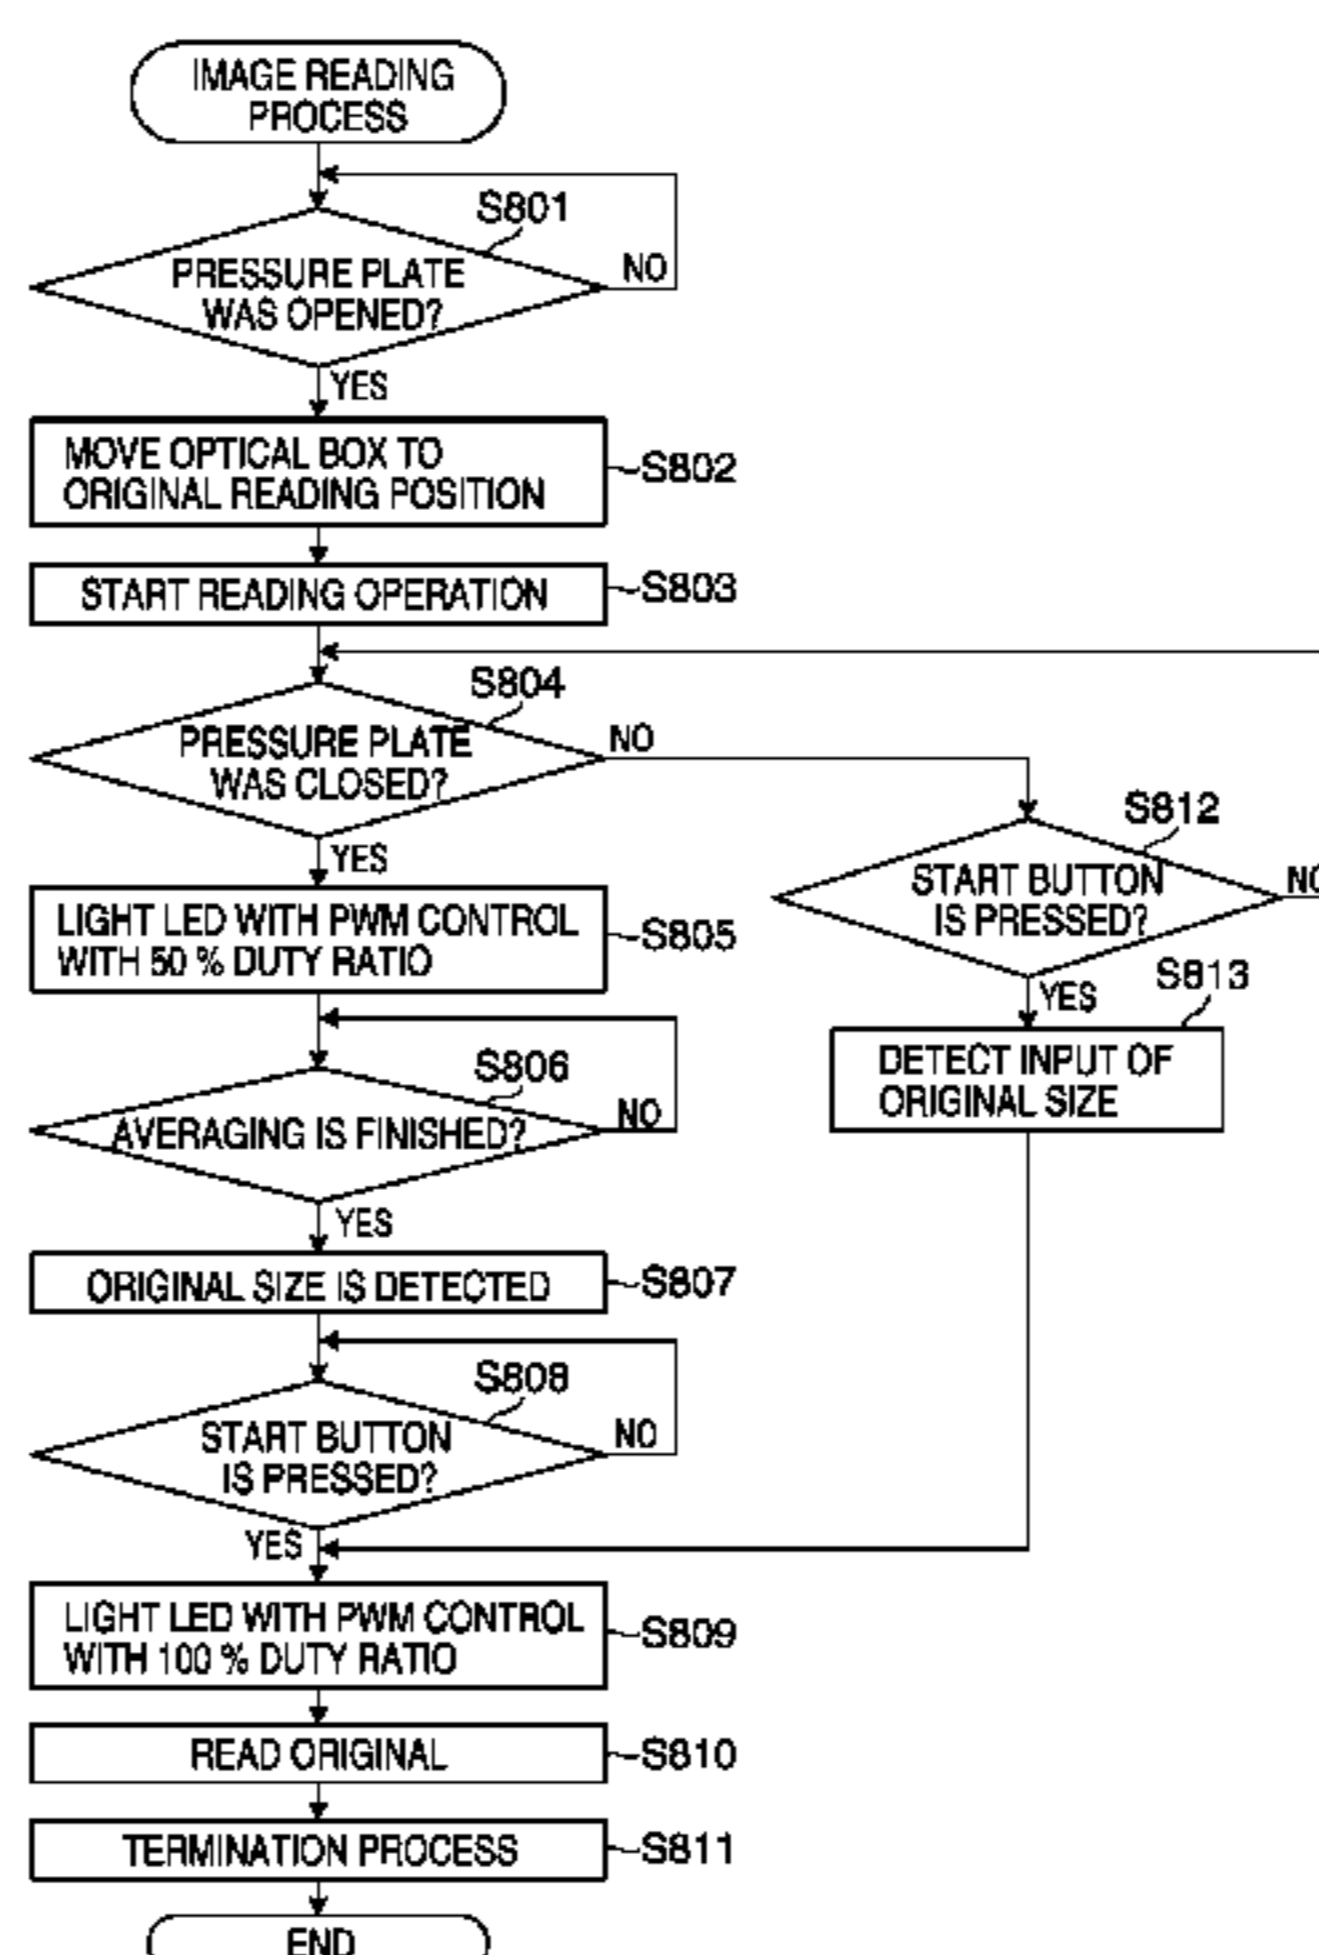 IMAGE READING
PROCESS
S801
PRESSURE PLATE
WAS OPENED?
NO
YES
MOVE OPTICAL BOX TO
ORIGINAL READING POSITION
S802
START READING OPERATION
S803
S804
PRESSURE PLATE
WAS CLOSED?
NO
YES
S812
START BUTTON
IS PRESSED?
NO
YES
LIGHT LED WITH PWM CONTROL
WITH 50 % DUTY RATIO
S805
S813
DETECT INPUT OF
ORIGINAL SIZE
S806
AVERAGING IS FINISHED?
NO
YES
ORIGINAL SIZE IS DETECTED
S807
S808
START BUTTON
IS PRESSED?
NO
YES
LIGHT LED WITH PWM CONTROL
WITH 100 % DUTY RATIO
S809
READ ORIGINAL
S810
TERMINATION PROCESS
S811
END